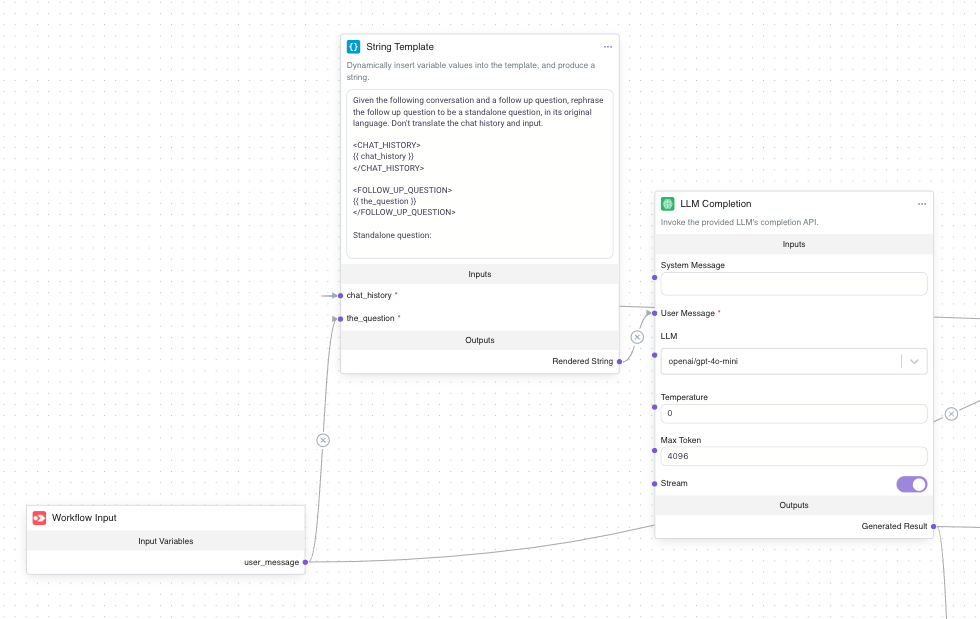 String Template
Dynamically insert variable values into the template, and produce a
string.
Given the following conversation and a follow up question, rephrase
the follow up question to be a standalone question, in its original
language. Don't translate the chat history and input.
<CHAT_HISTORY>
{{ chat_history }}
</CHAT_HISTORY>
<FOLLOW_UP_QUESTION>
{{ the_question }}
</FOLLOW_UP_QUESTION>
Standalone question:
Inputs
chat_history *
the_question *
Outputs
Rendered String
LLM Completion
Invoke the provided LLM's completion API.
Inputs
System Message
User Message *
LLM
openai/gpt-4o-mini
Temperature
0
Max Token
4096
Stream
Outputs
Generated Result
Workflow Input
Input Variables
user_message